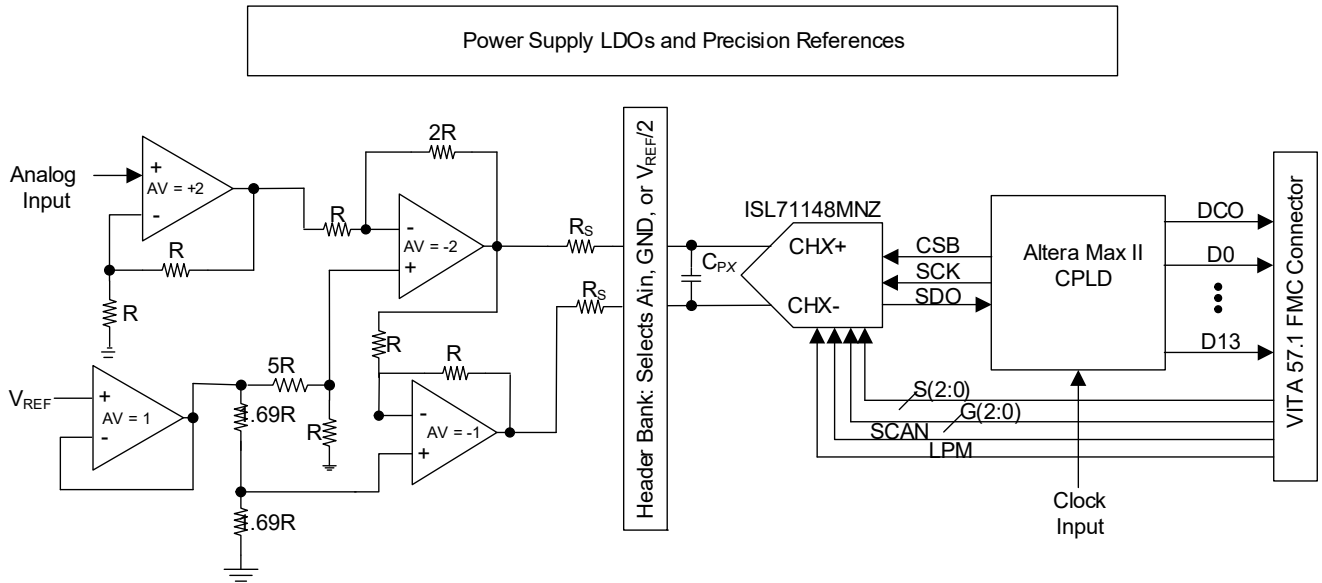 Power Supply LDOs and Precision References
Analog
Input
+
-
AV = +2
R
R
2R
R
-
+
AV = -2
R
R
-
+
AV = -1
VREF
+
-
AV = 1
5R
R
.69R
.69R
RS
RS
Header Bank: Selects Ain, GND, or VREF/2
CPX
ISL71148MNZ
CHX+
CHX-
CSB
SCK
SDO
Altera Max II
CPLD
DCO
D0
D13
S(2:0)
G(2:0)
SCAN
LPM
Clock
Input
VITA 57.1 FMC Connector